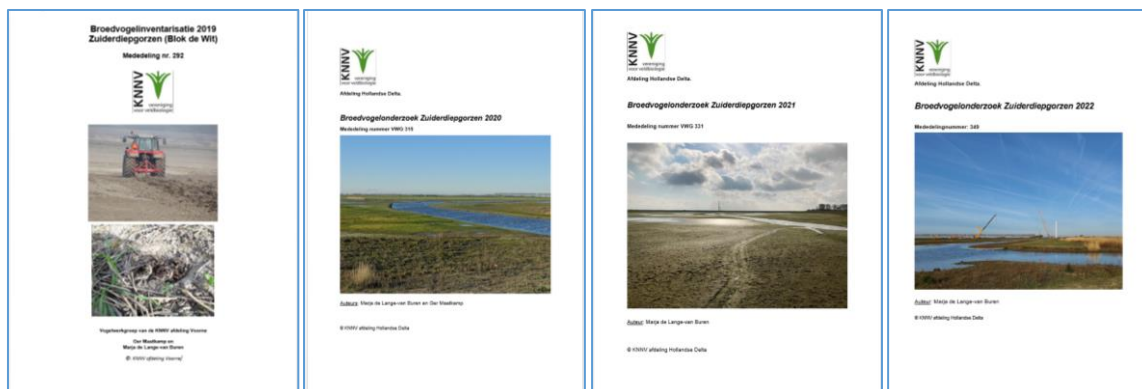 Broedvogelinventarisatie 2019
Zuiderdiepgorzen (Blok de Wit)
Mededeling nr. 292
KNNV
vereniging
voor veldbiologie
Vogelwerkgroep van de KNNV afdeling Voorne
Ger Maatkamp en
Marja de Lange-van Buren
© KNNV afdeling Voorne
KNNV
vereniging
voor veldbiologie
Afdeling Hollandse Delta.
Broedvogelonderzoek Zuiderdiepgorzen 2020
Mededeling nummer VWG 315
Auteurs: Marja de Lange-van Buren en Ger Maatkamp
© KNNV afdeling Hollandse Delta
KNNV
vereniging
voor veldbiologie
Afdeling Hollandse Delta.
Broedvogelonderzoek Zuiderdiepgorzen 2021
Mededeling nummer VWG 331
Auteur: Marja de Lange-van Buren
© KNNV afdeling Hollandse Delta
KNNV
vereniging
voor veldbiologie
Afdeling Hollandse Delta.
Broedvogelonderzoek Zuiderdiepgorzen 2022
Mededelingnummer: 349
Auteur: Marja de Lange-van Buren
© KNNV afdeling Hollandse Delta